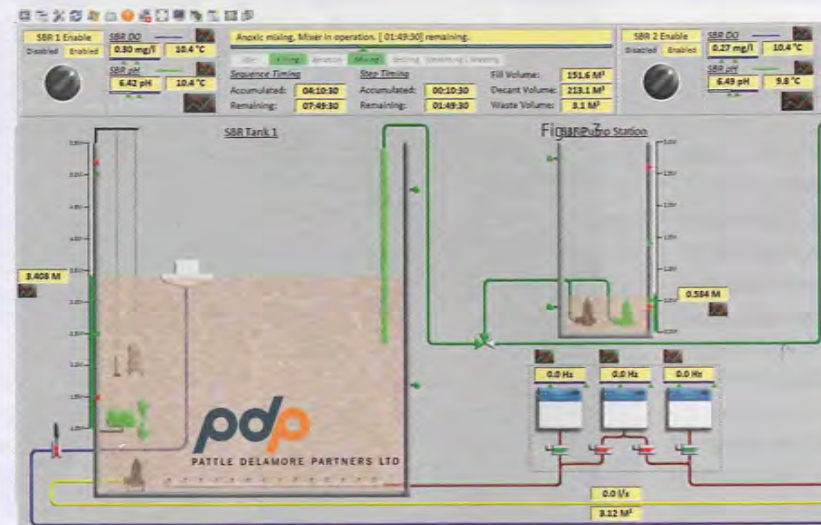 SBR 1 Enable
Disabled Enabled
SBR DO
0.30 mg/l 10.4 °C
SBR pH
6.42 pH 10.4 °C
Anoxic mixing. Mixer in operation. [ 01:49:30] remaining.
Filling Aeration Mixing Settling
Sequence Timing
Accumulated: 04:10:30
Remaining: 07:49:30
Step Timing
Accumulated: 00:10:30
Remaining: 01:49:30
Fill Volume: 151.6 M³
Decant Volume: 213.1 M³
Waste Volume: 3.1 M³
SBR 2 Enable
Disabled Enabled
SBR DO
0.27 mg/l 10.4 °C
SBR pH
6.49 pH 9.8 °C
SBR Tank 1
Pump Station
3.408 M
0.584 M
0.0 Hz 0.0 Hz 0.0 Hz
pdp
PATTLE DELAMORE PARTNERS LTD
0.0 l/s
3.12 M³